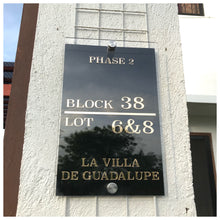 PHASE 2
BLOCK 38
LOT 6&8
LA VILLA
DE GUADALUPE